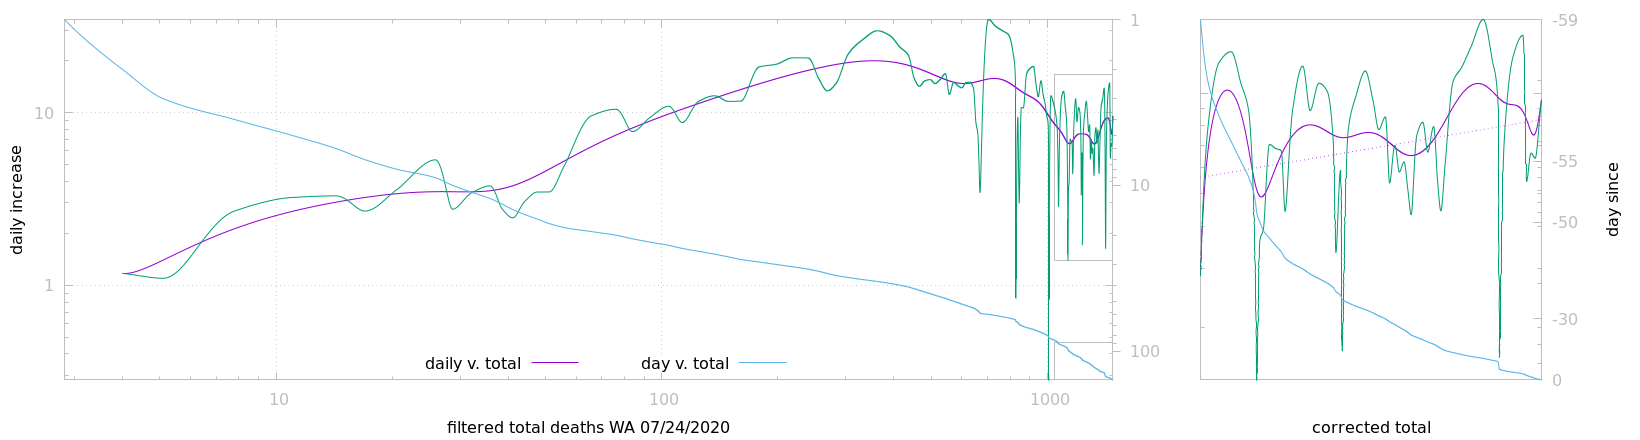 1
-59
10
10
-55
-50
1
-30
100
0
daily increase
day since
daily v. total
day v. total
10
100
1000
filtered total deaths WA 07/24/2020
corrected total